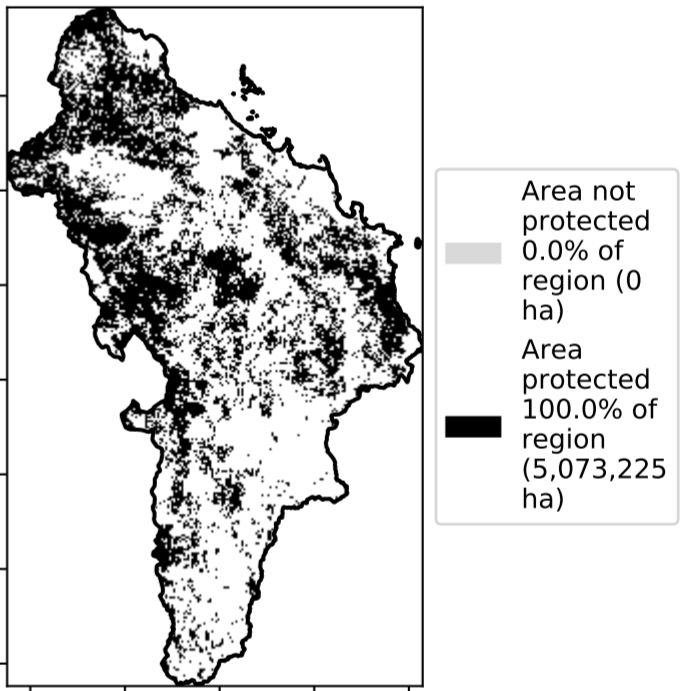 Area not
protected
0.0% of
region (0
ha)
Area
protected
100.0% of
region
(5,073,225
ha)